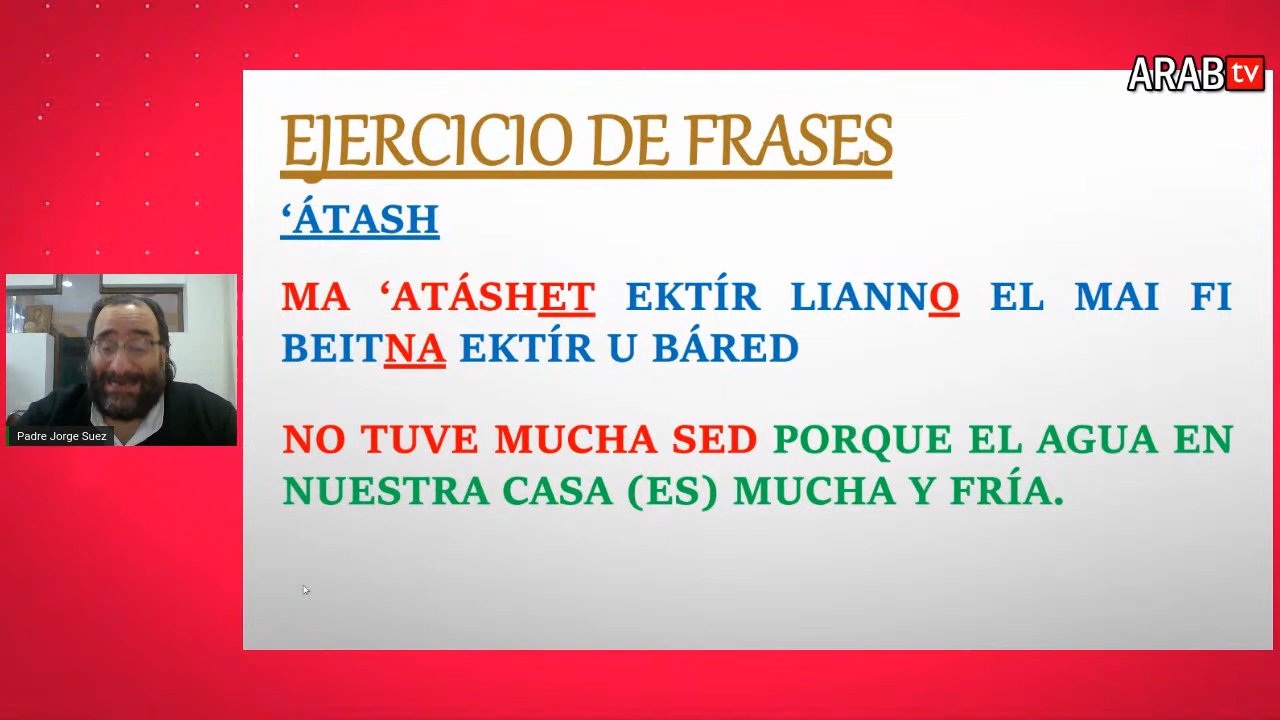 ARAB tv
EJERCICIO DE FRASES
‘ÁTASH
MA ‘ATÁSHET EKTÍR LIANNO EL MAI FI
BEITNA EKTÍR U BÁRED
NO TUVE MUCHA SED PORQUE EL AGUA EN
NUESTRA CASA (ES) MUCHA Y FRÍA.
Padre Jorge Suez